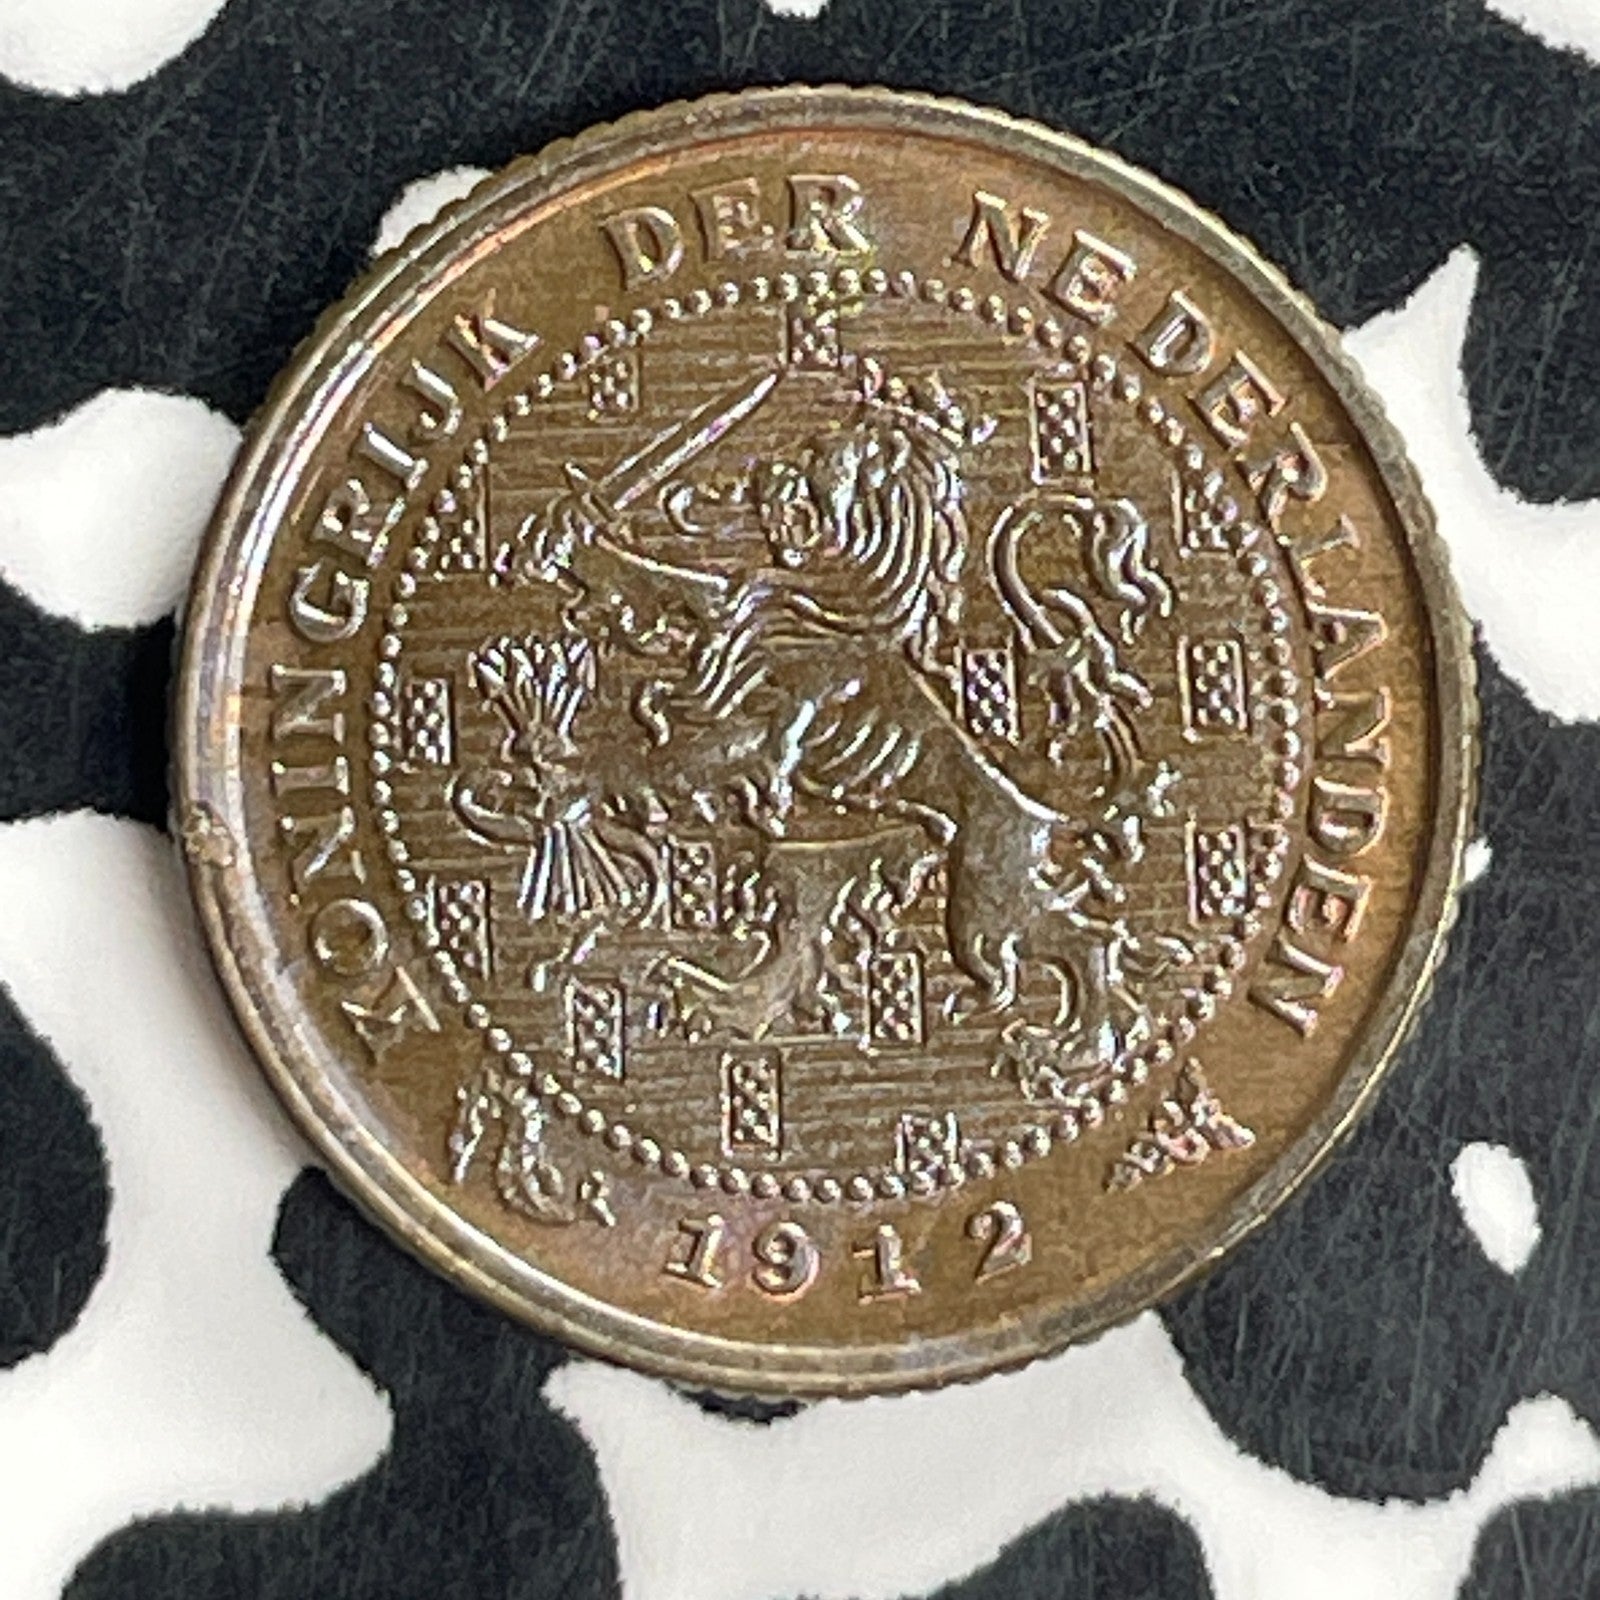 KONINGRIJK DER NEDERLANDEN
1912